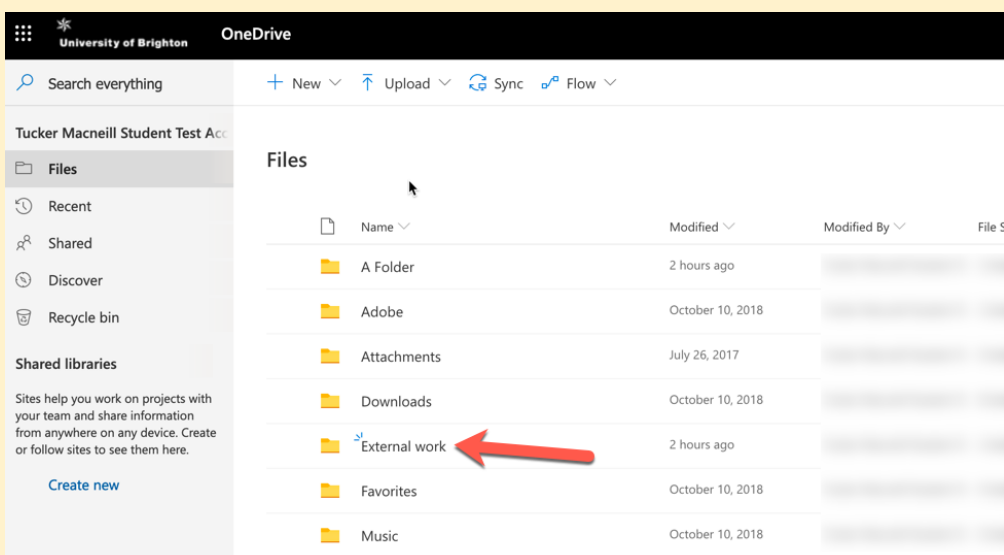 University of Brighton
OneDrive
Search everything
New
Upload
Sync
Flow
Tucker Macneill Student Test Acc
Files
Recent
Shared
Discover
Recycle bin
Shared libraries
Sites help you work on projects with
your team and share information
from anywhere on any device. Create
or follow sites to see them here.
Create new
Files
Name Modified Modified By File S
A Folder 2 hours ago
Adobe October 10, 2018
Attachments July 26, 2017
Downloads October 10, 2018
External work 2 hours ago
Favorites October 10, 2018
Music October 10, 2018